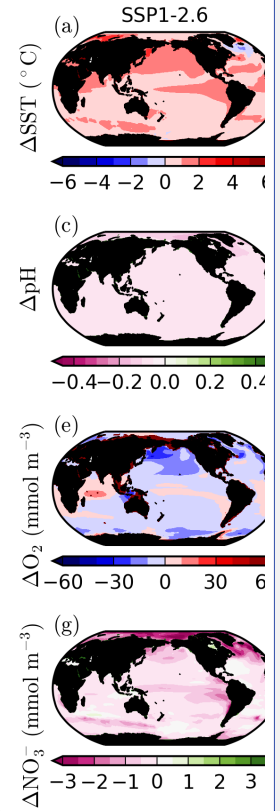 SSP1-2.6
(a)
ΔSST (°C)
−6 −4 −2 0 2 4 6
(c)
ΔpH
−0.4 −0.2 0.0 0.2 0.4
(e)
ΔO₂ (mmol m⁻³)
−60 −30 0 30 6
(g)
ΔNO₃⁻ (mmol m⁻³)
−3 −2 −1 0 1 2 3